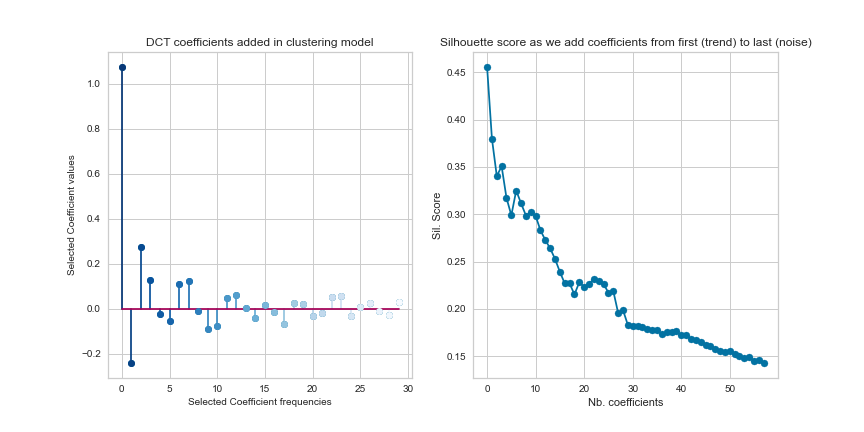 DCT coefficients added in clustering model
Selected Coefficient values
1.0
0.8
0.6
0.4
0.2
0.0
−0.2
0 5 10 15 20 25 30
Selected Coefficient frequencies
Silhouette score as we add coefficients from first (trend) to last (noise)
Sil. Score
0.45
0.40
0.35
0.30
0.25
0.20
0.15
0 10 20 30 40 50
Nb. coefficients